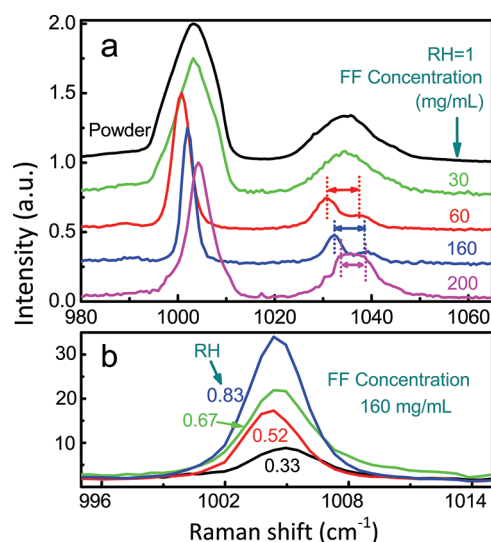 a
RH=1
FF Concentration
(mg/mL)
Powder
30
60
160
200
2.0
1.5
1.0
0.5
0.0
980 1000 1020 1040 1060
Intensity (a.u.)
b
RH
0.83
0.67
0.52
0.33
FF Concentration
160 mg/mL
30
20
10
996 1002 1008 1014
Raman shift (cm⁻¹)